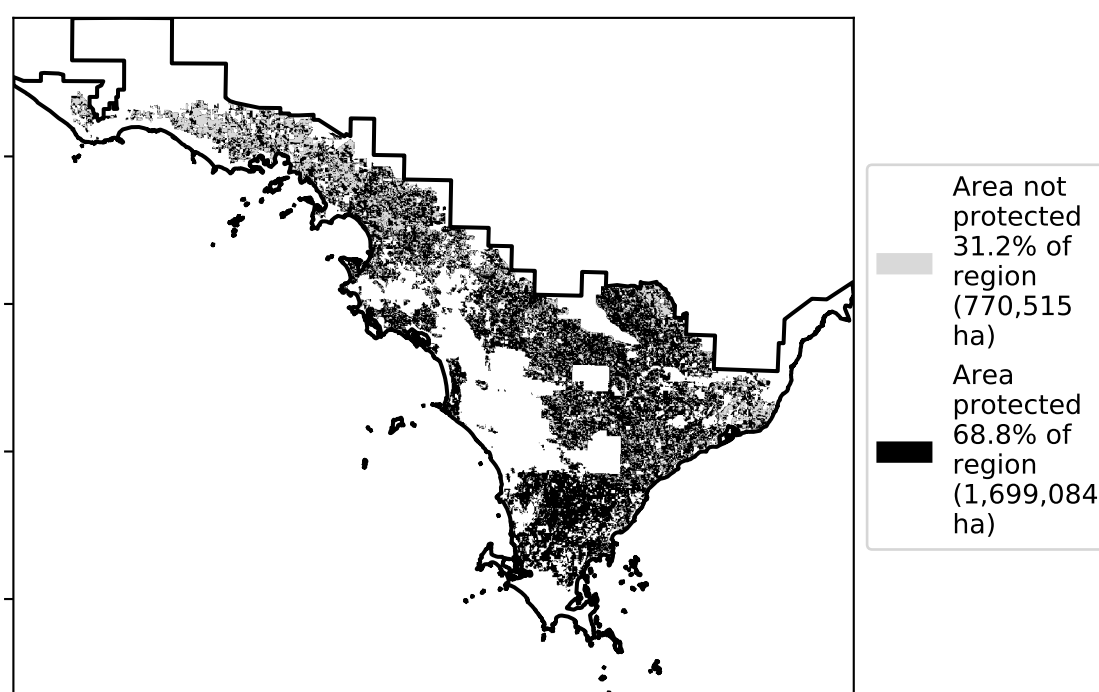 Area not
protected
31.2% of
region
(770,515
ha)
Area
protected
68.8% of
region
(1,699,084
ha)